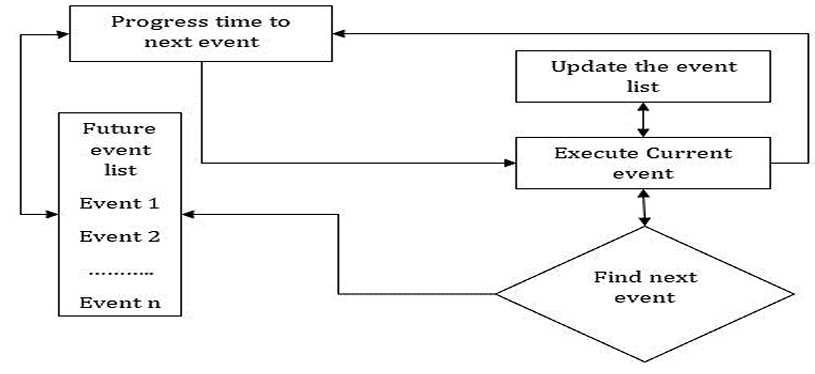 Progress time to
next event
Update the event
list
Future
event
list
Event 1
Event 2
...........
Event n
Execute Current
event
Find next
event